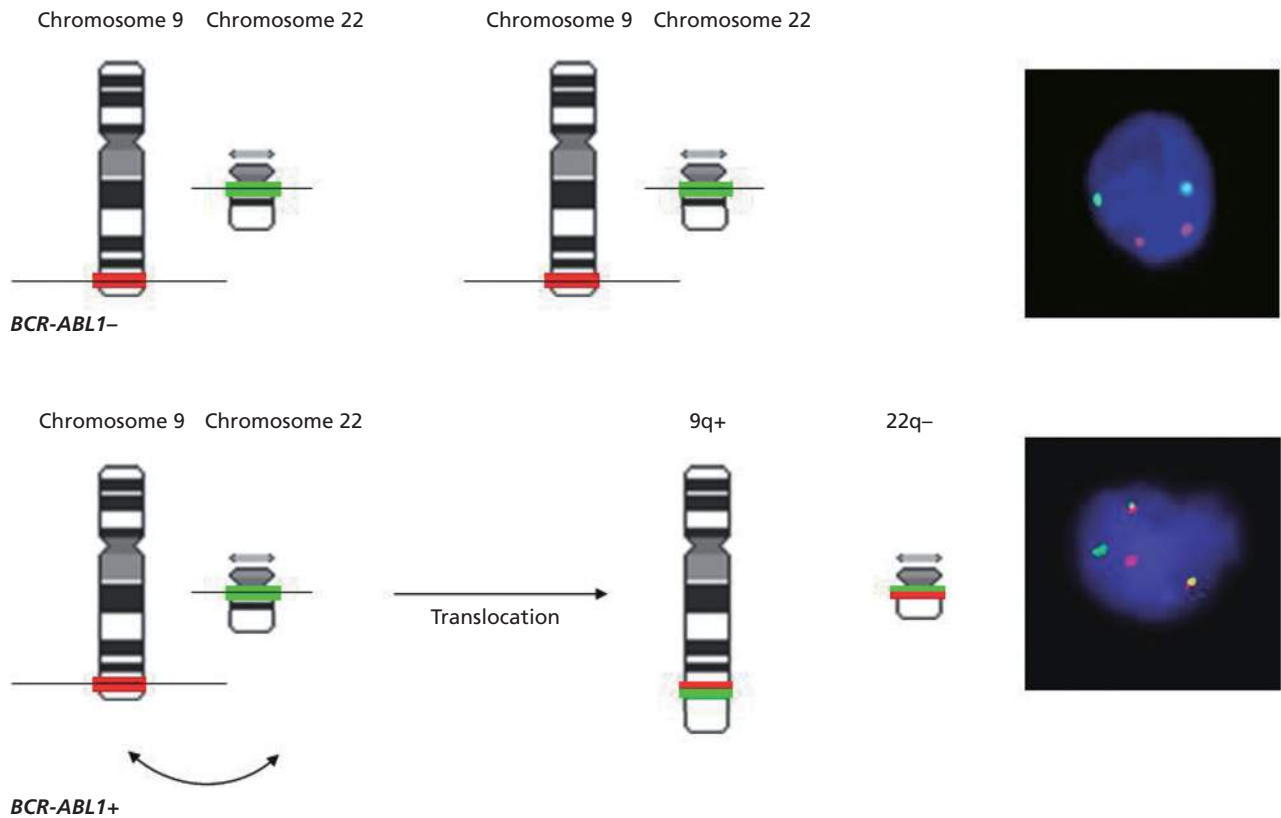 Chromosome 9 Chromosome 22 Chromosome 9 Chromosome 22
BCR-ABL1–
Chromosome 9 Chromosome 22 9q+ 22q–
Translocation
BCR-ABL1+